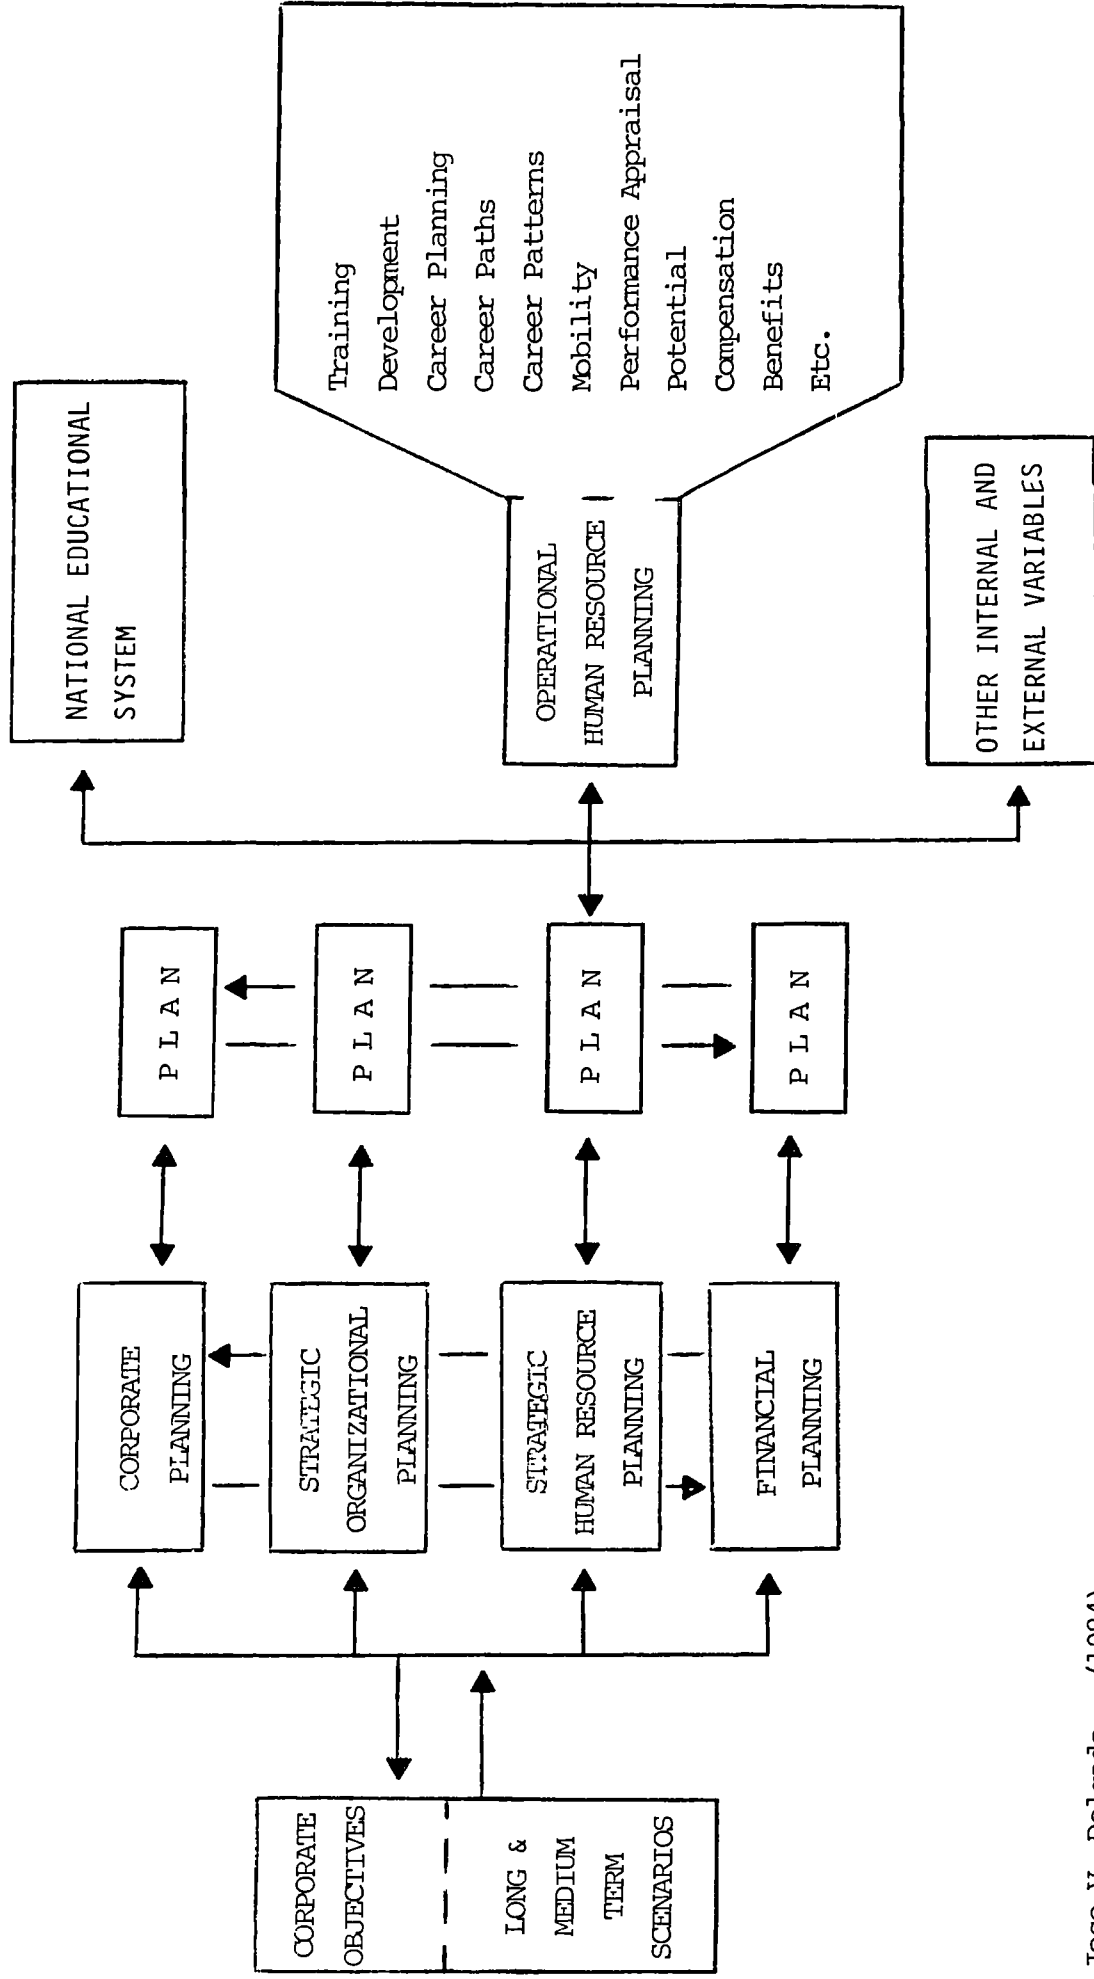 CORPORATE
OBJECTIVES
LONG &
MEDIUM
TERM
SCENARIOS
CORPORATE
PLANNING
STRATEGIC
ORGANIZATIONAL
PLANNING
STRATEGIC
HUMAN RESOURCE
PLANNING
FINANCIAL
PLANNING
P L A N
P L A N
P L A N
P L A N
NATIONAL EDUCATIONAL
SYSTEM
OPERATIONAL
HUMAN RESOURCE
PLANNING
OTHER INTERNAL AND
EXTERNAL VARIABLES
Training
Development
Career Planning
Career Paths
Career Patterns
Mobility
Performance Appraisal
Potential
Compensation
Benefits
Etc.